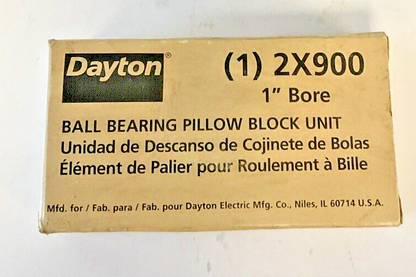 Dayton®
(1) 2X900
1" Bore
BALL BEARING PILLOW BLOCK UNIT
Unidad de Descanso de Cojinete de Bolas
Élément de Palier pour Roulement à Bille
Mfd. for / Fab. para / Fab. pour Dayton Electric Mfg. Co., Niles, IL 60714 U.S.A.